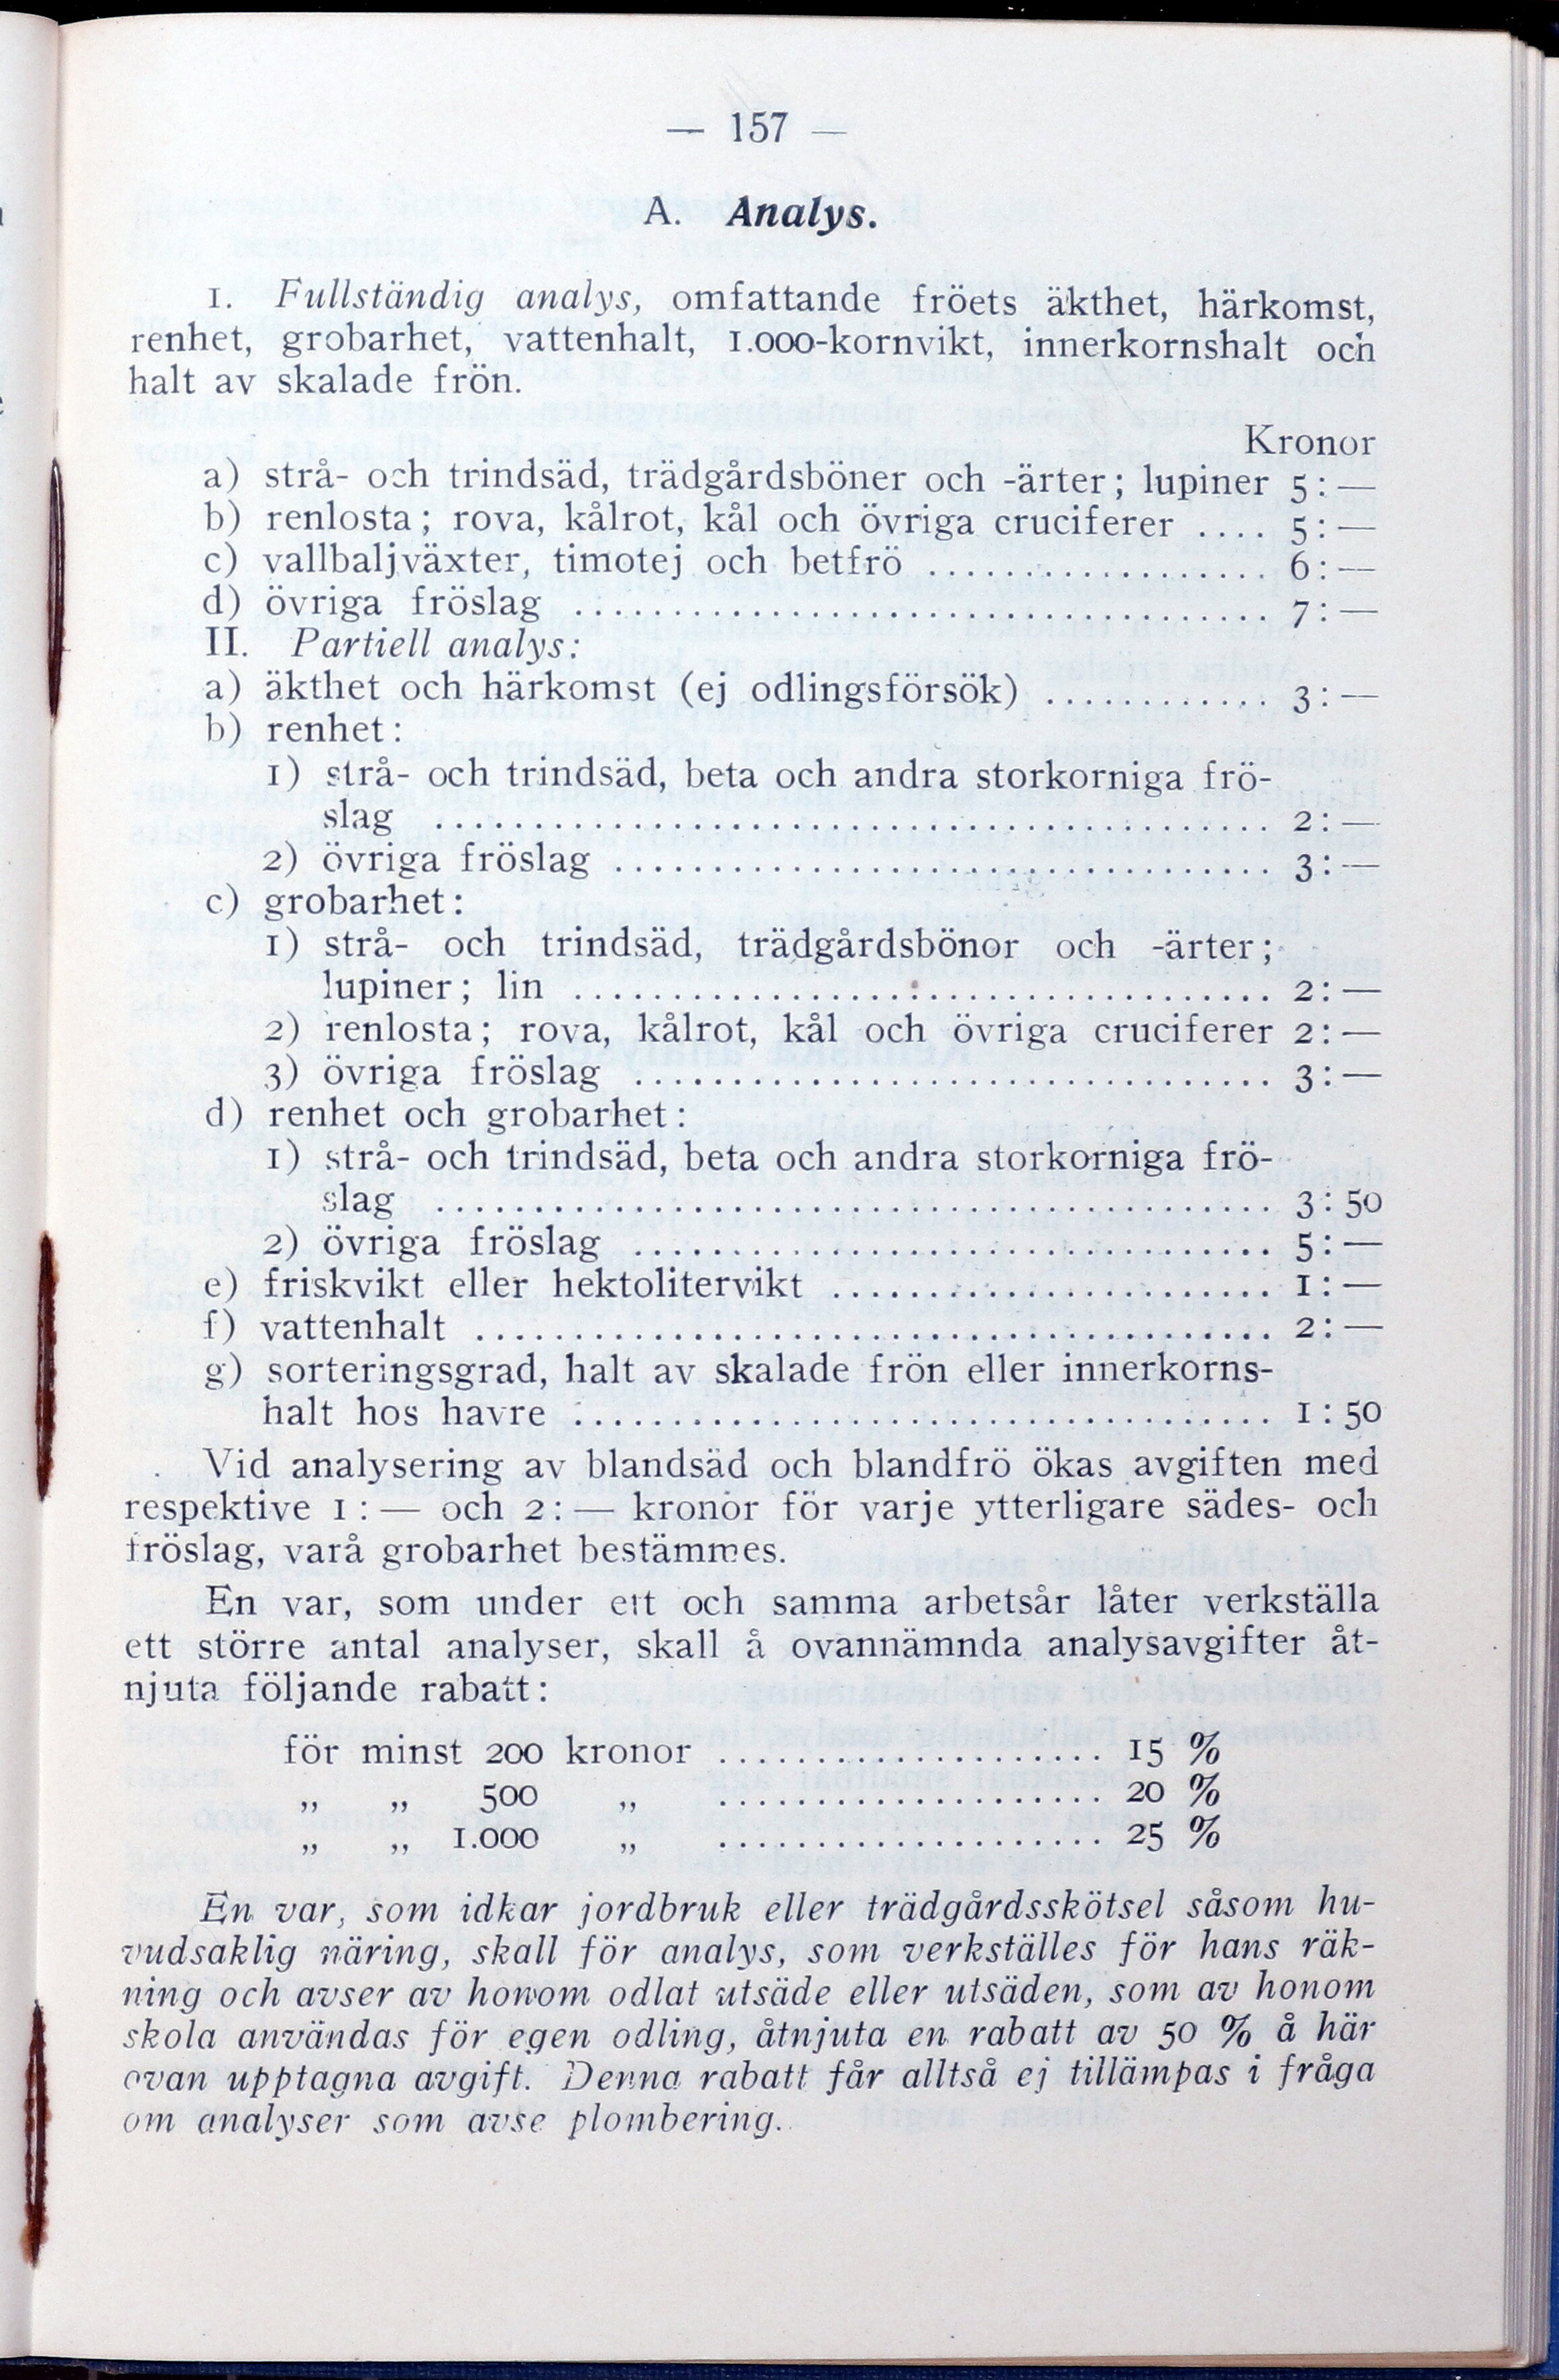 — 157 —
A. Analys.
I. Fullständig analys, omfattande fröets äkthet, härkomst,
renhet, grobarhet, vattenhalt, 1.000-kornvikt, innerkornshalt och
halt av skalade frön.
Kronor
a) strå- och trindsäd, trädgårdsböner och -ärter; lupiner 5: —
b) renlosta; rova, kålrot, kål och övriga cruciferer .... 5: —
c) vallbaljväxter, timotej och betfrö .................. 6: —
d) övriga fröslag .................................... 7: —
II. Partiell analys:
a) äkthet och härkomst (ej odlingsförsök) ............ 3: —
b) renhet:
1) strå- och trindsäd, beta och andra storkorniga frö-
slag ............................................ 2: —
2) övriga fröslag .................................. 3: —
c) grobarhet:
1) strå- och trindsäd, trädgårdsbönor och -ärter;
lupiner; lin .................................... 2: —
2) renlosta; rova, kålrot, kål och övriga cruciferer 2: —
3) övriga fröslag ................................. 3: —
d) renhet och grobarhet:
1) strå- och trindsäd, beta och andra storkorniga frö-
slag ............................................ 3: 50
2) övriga fröslag ................................. 5: —
e) friskvikt eller hektolitervikt ....................... 1: —
f) vattenhalt .......................................... 2: —
g) sorteringsgrad, halt av skalade frön eller innerkorns-
halt hos havre .................................... 1: 50
Vid analysering av blandsäd och blandfrö ökas avgiften med
respektive 1: — och 2: — kronor för varje ytterligare sädes- och
fröslag, varå grobarhet bestämmes.
En var, som under ett och samma arbetsår låter verkställa
ett större antal analyser, skall å ovannämnda analysavgifter åt-
njuta följande rabatt:
för minst 200 kronor .................... 15 %
„ „ 500 „ .................... 20 %
„ „ 1.000 „ .................... 25 %
En var, som idkar jordbruk eller trädgårdsskötsel såsom hu-
vudsaklig näring, skall för analys, som verkställes för hans räk-
ning och avser av honom odlat utsäde eller utsäden, som av honom
skola användas för egen odling, åtnjuta en rabatt av 50 % å här
ovan upptagna avgift. Denna rabatt får alltså ej tillämpas i fråga
om analyser som avse plombering.